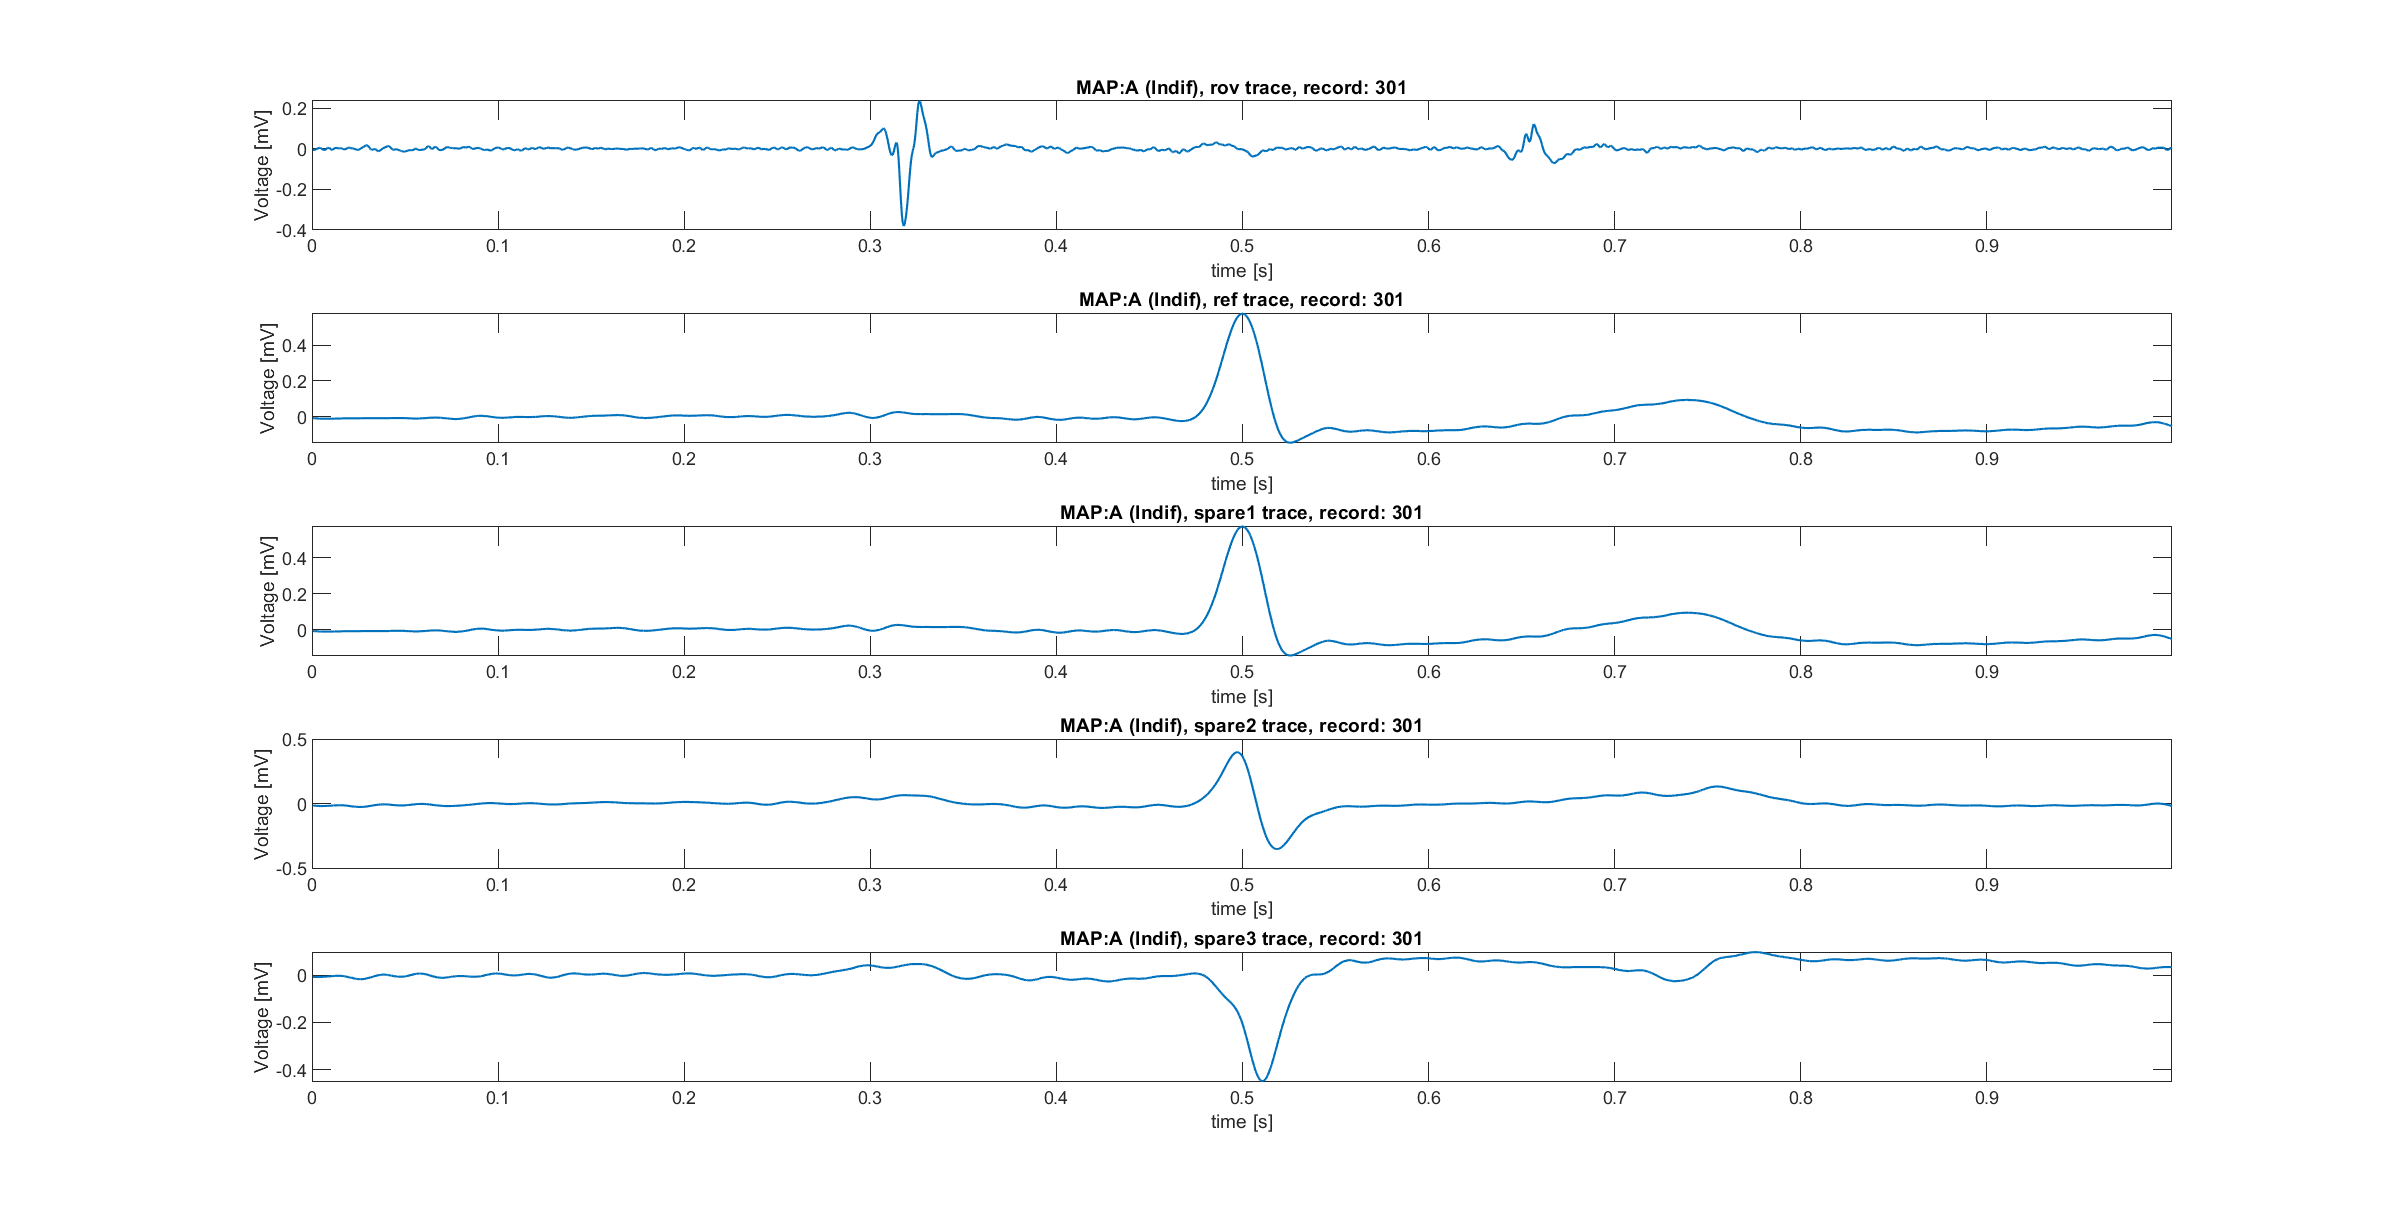 MAP:A (Indif), rov trace, record: 301
Voltage [mV]
0.2
0
-0.2
-0.4
0 0.1 0.2 0.3 0.4 0.5 0.6 0.7 0.8 0.9
time [s]
MAP:A (Indif), ref trace, record: 301
Voltage [mV]
0.4
0.2
0
0 0.1 0.2 0.3 0.4 0.5 0.6 0.7 0.8 0.9
time [s]
MAP:A (Indif), spare1 trace, record: 301
Voltage [mV]
0.4
0.2
0
0 0.1 0.2 0.3 0.4 0.5 0.6 0.7 0.8 0.9
time [s]
MAP:A (Indif), spare2 trace, record: 301
Voltage [mV]
0.5
0
-0.5
0 0.1 0.2 0.3 0.4 0.5 0.6 0.7 0.8 0.9
time [s]
MAP:A (Indif), spare3 trace, record: 301
Voltage [mV]
0
-0.2
-0.4
0 0.1 0.2 0.3 0.4 0.5 0.6 0.7 0.8 0.9
time [s]